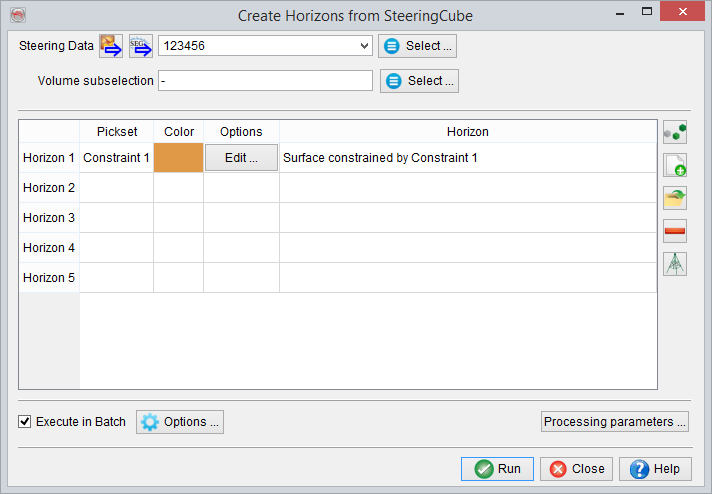 Create Horizons from SteeringCube
Steering Data SEG 123456 Select ...
Volume subselection - Select ...
Pickset Color Options Horizon
Horizon 1 Constraint 1 Edit ... Surface constrained by Constraint 1
Horizon 2
Horizon 3
Horizon 4
Horizon 5
Execute in Batch Options ... Processing parameters ...
Run Close Help